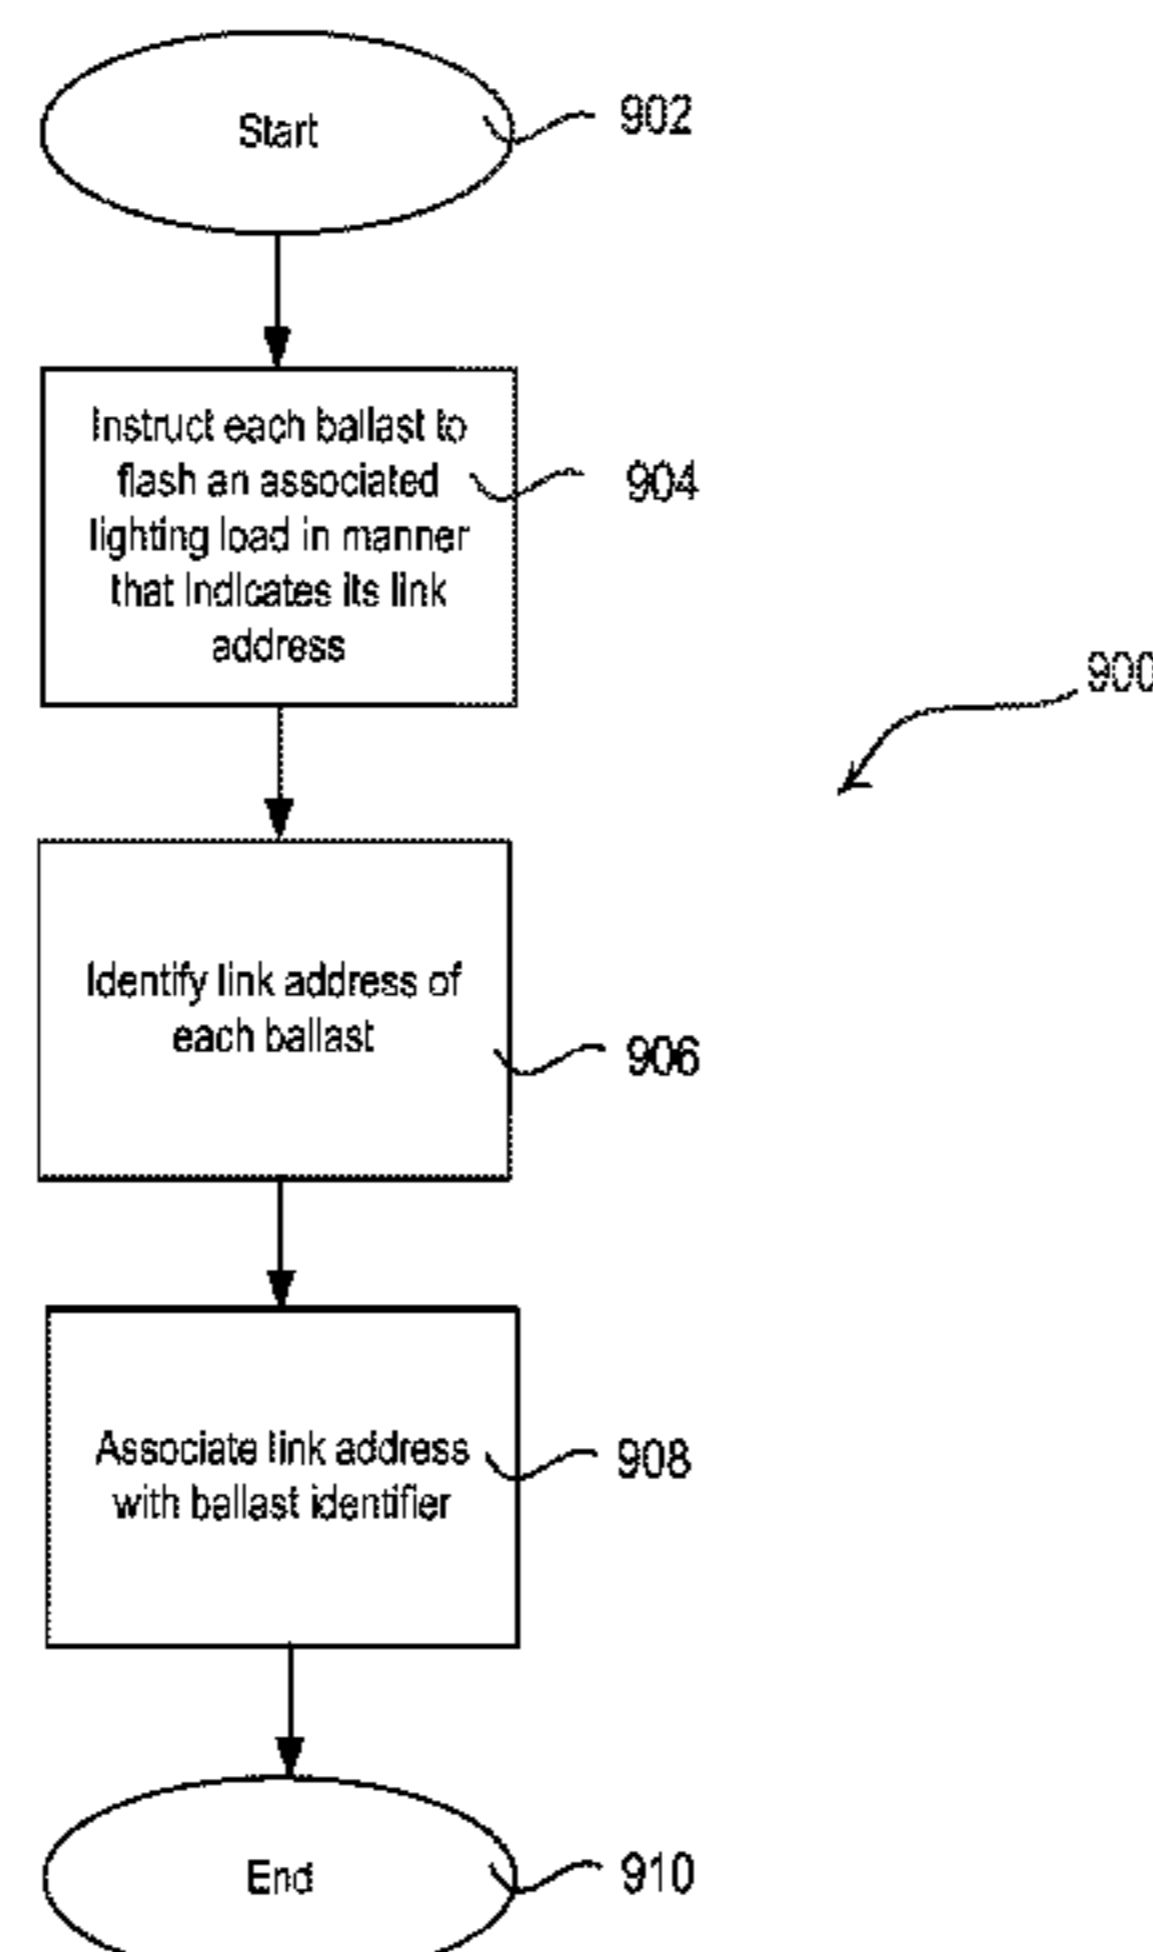 Start
902
Instruct each ballast to
flash an associated
lighting load in manner
that indicates its link
address
904
900
Identify link address of
each ballast
906
Associate link address
with ballast identifier
908
End
910